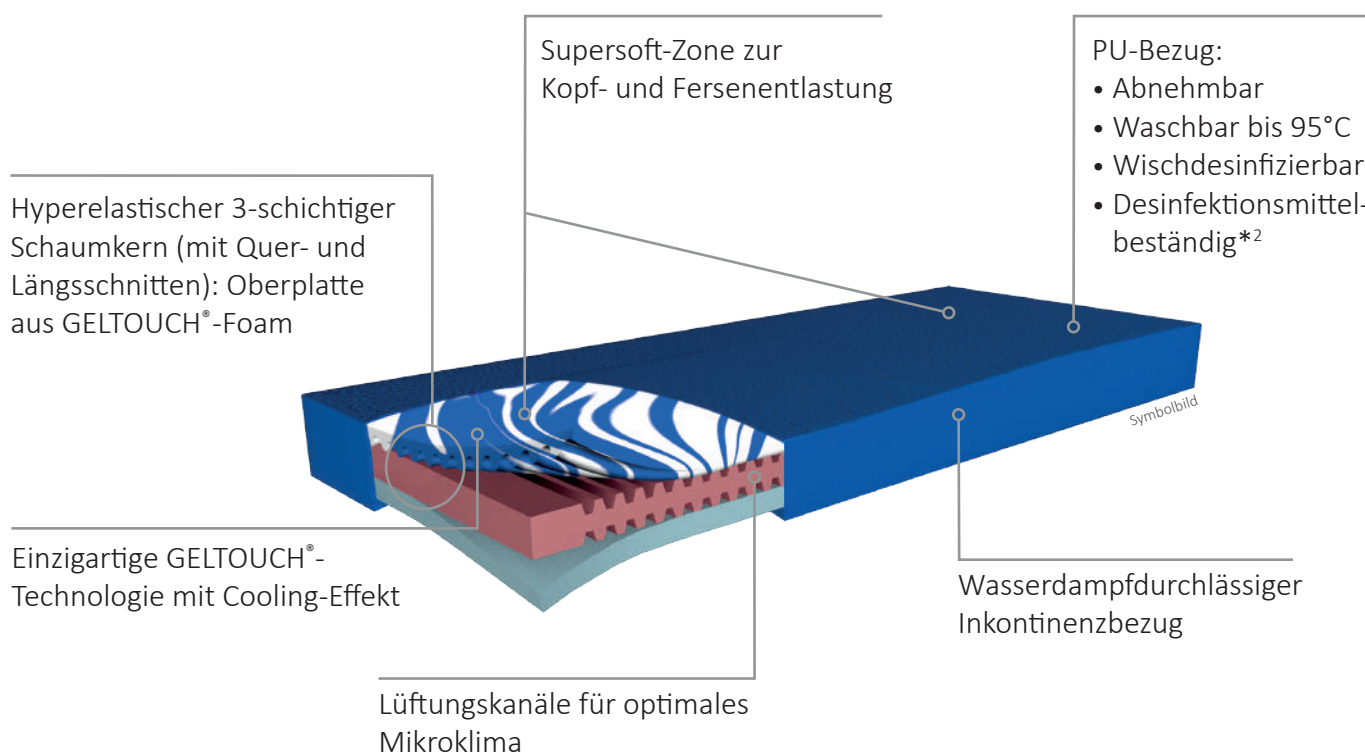 Supersoft-Zone zur
Kopf- und Fersenentlastung
PU-Bezug:
• Abnehmbar
• Waschbar bis 95°C
• Wischdesinfizierbar
• Desinfektionsmittel-
beständig*²
Hyperelastischer 3-schichtiger
Schaumkern (mit Quer- und
Längsschnitten): Oberplatte
aus GELTOUCH®-Foam
Symbolbild
Einzigartige GELTOUCH®-
Technologie mit Cooling-Effekt
Wasserdampfdurchlässiger
Inkontinenzbezug
Lüftungskanäle für optimales
Mikroklima